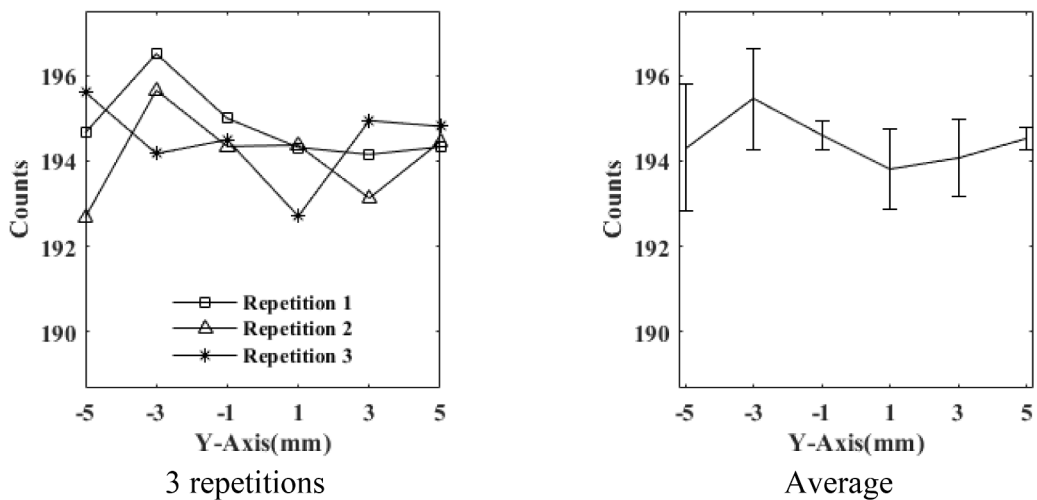 196
194
192
190
Counts
Repetition 1
Repetition 2
Repetition 3
-5 -3 -1 1 3 5
Y-Axis(mm)
3 repetitions
196
194
192
190
Counts
-5 -3 -1 1 3 5
Y-Axis(mm)
Average